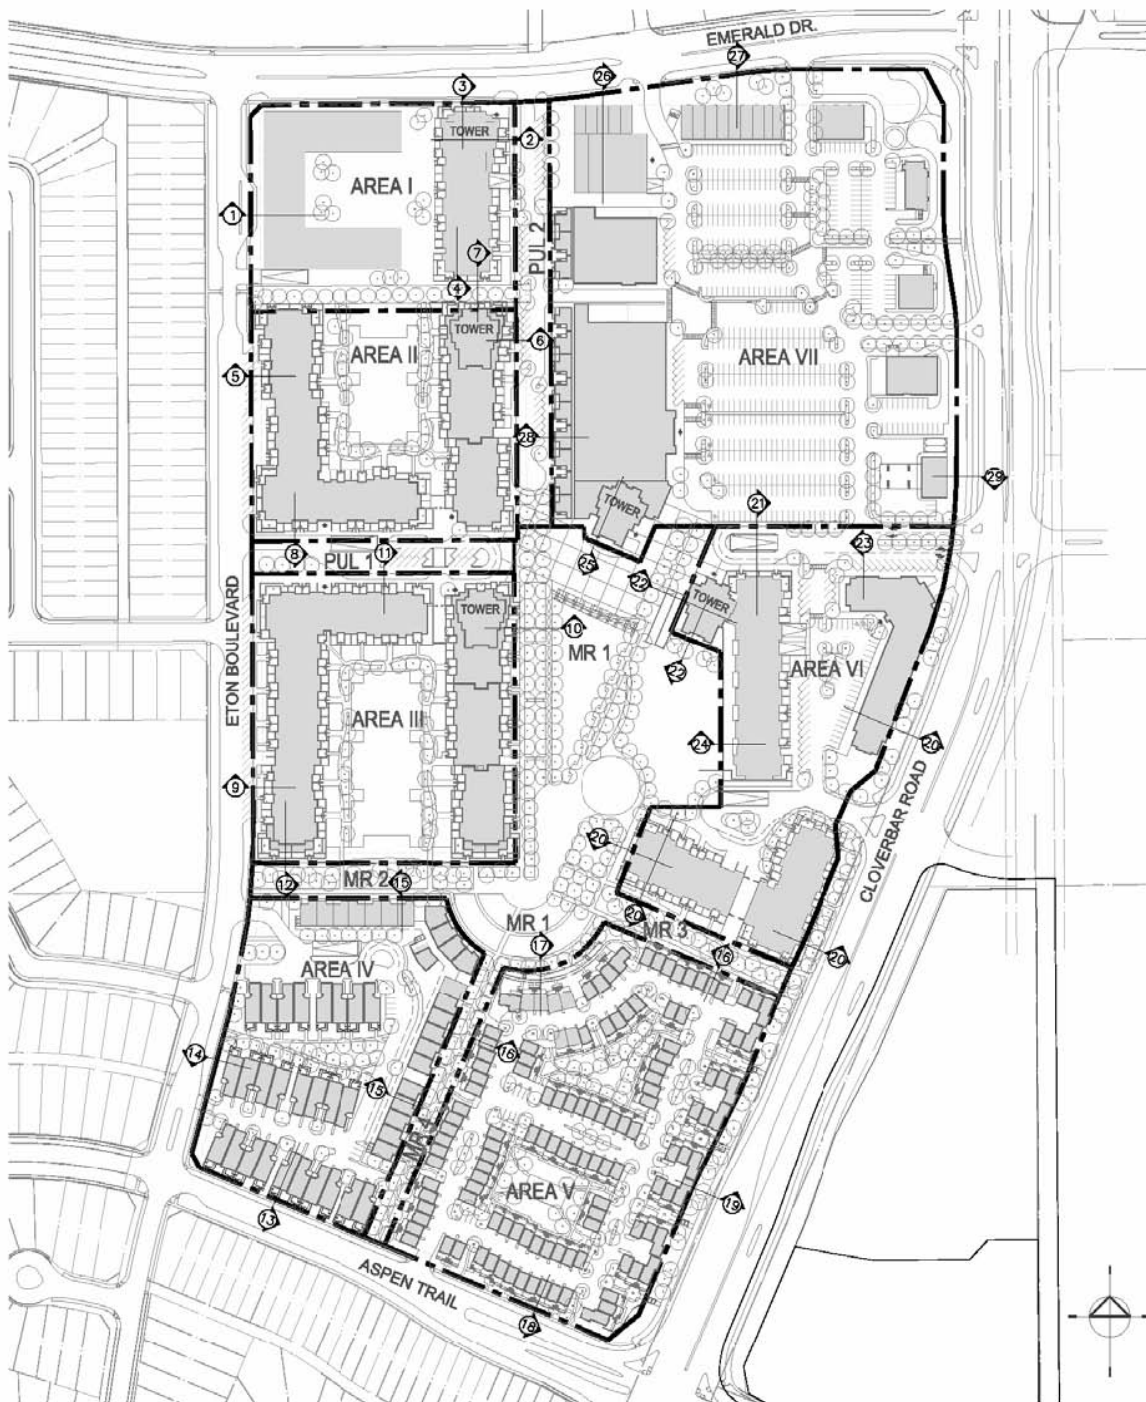 EMERALD DR.
27
26
3
TOWER
2
AREA I
1
PUL 2
7
4
TOWER
6
AREA II
5
AREA VII
28
29
TOWER
21
8
11
PUL 1
25
23
22
TOWER
TOWER
10
MR 1
22
AREA VI
ETON BOULEVARD
AREA III
24
20
9
CLOVERBAR ROAD
20
MR 2
12
15
MR 1
20
MR 3
17
26
20
AREA IV
14
16
15
MR 4
AREA V
19
13
ASPEN TRAIL
18